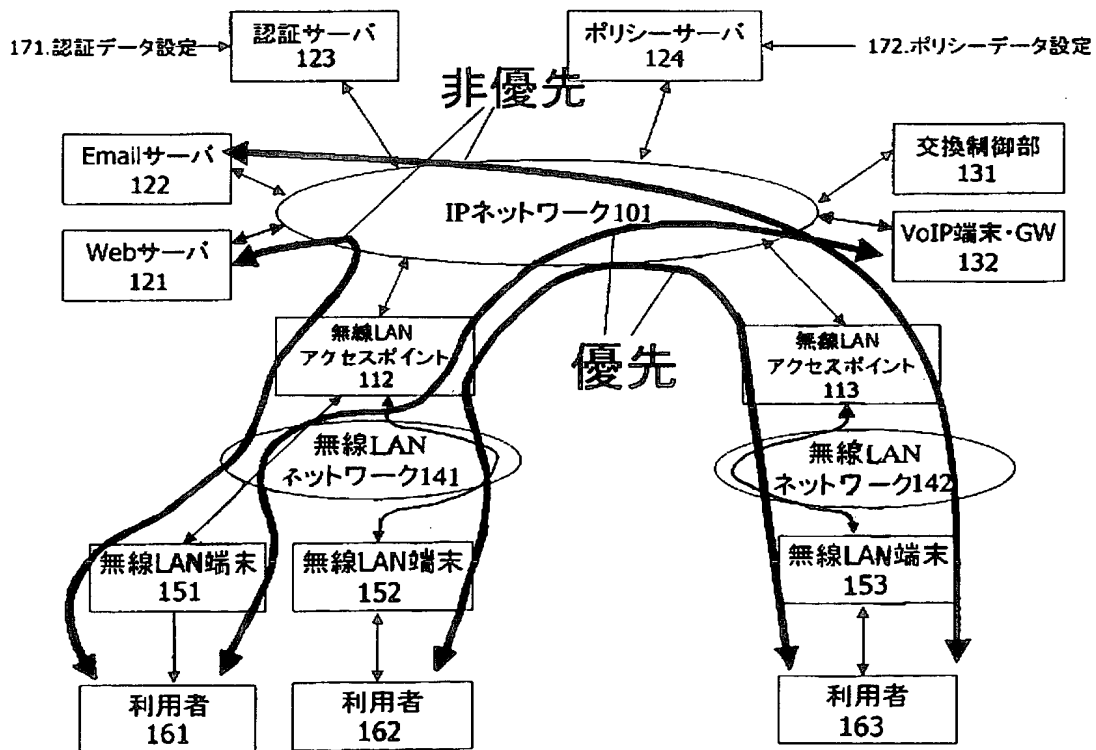 171.認証データ設定
認証サーバ
123
ポリシーサーバ
124
172.ポリシーデータ設定
非優先
Emailサーバ
122
交換制御部
131
IPネットワーク101
Webサーバ
121
VoIP端末・GW
132
無線LAN
アクセスポイント
112
優先
無線LAN
アクセスポイント
113
無線LAN
ネットワーク141
無線LAN
ネットワーク142
無線LAN端末
151
無線LAN端末
152
無線LAN端末
153
利用者
161
利用者
162
利用者
163